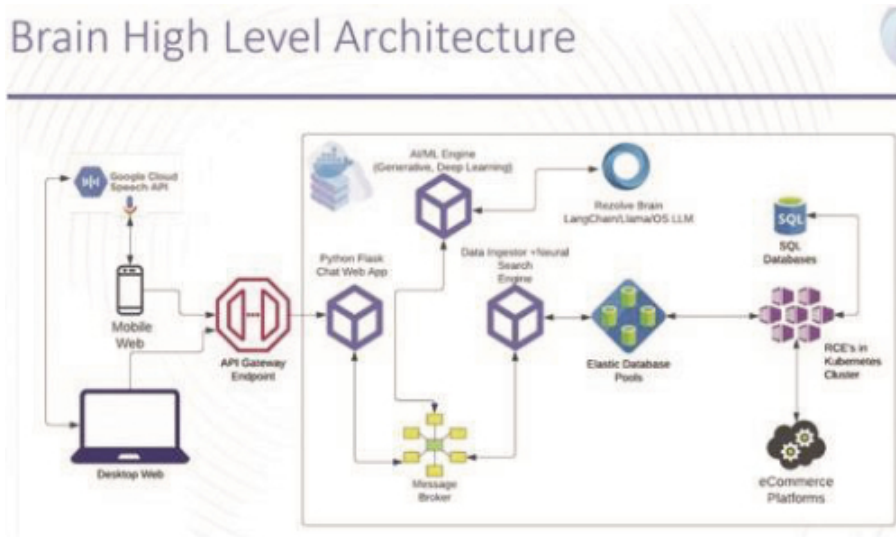 Brain High Level Architecture
Google Cloud
Speech API
AI/ML Engine
(Generative, Deep Learning)
Rezolve Brain
LangChain/Llama/OS LLM
SQL
SQL
Databases
Python Flask
Chat Web App
Data Ingestor +Neural
Search
Engine
Mobile
Web
API Gateway
Endpoint
Elastic Database
Pools
RCE's in
Kubernetes
Cluster
Desktop Web
Message
Broker
eCommerce
Platforms